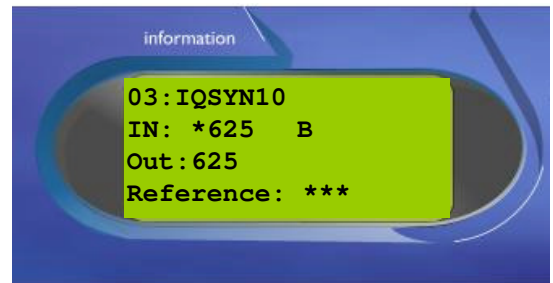 information
03:IQSYN10
IN: *625 B
Out:625
Reference: ***